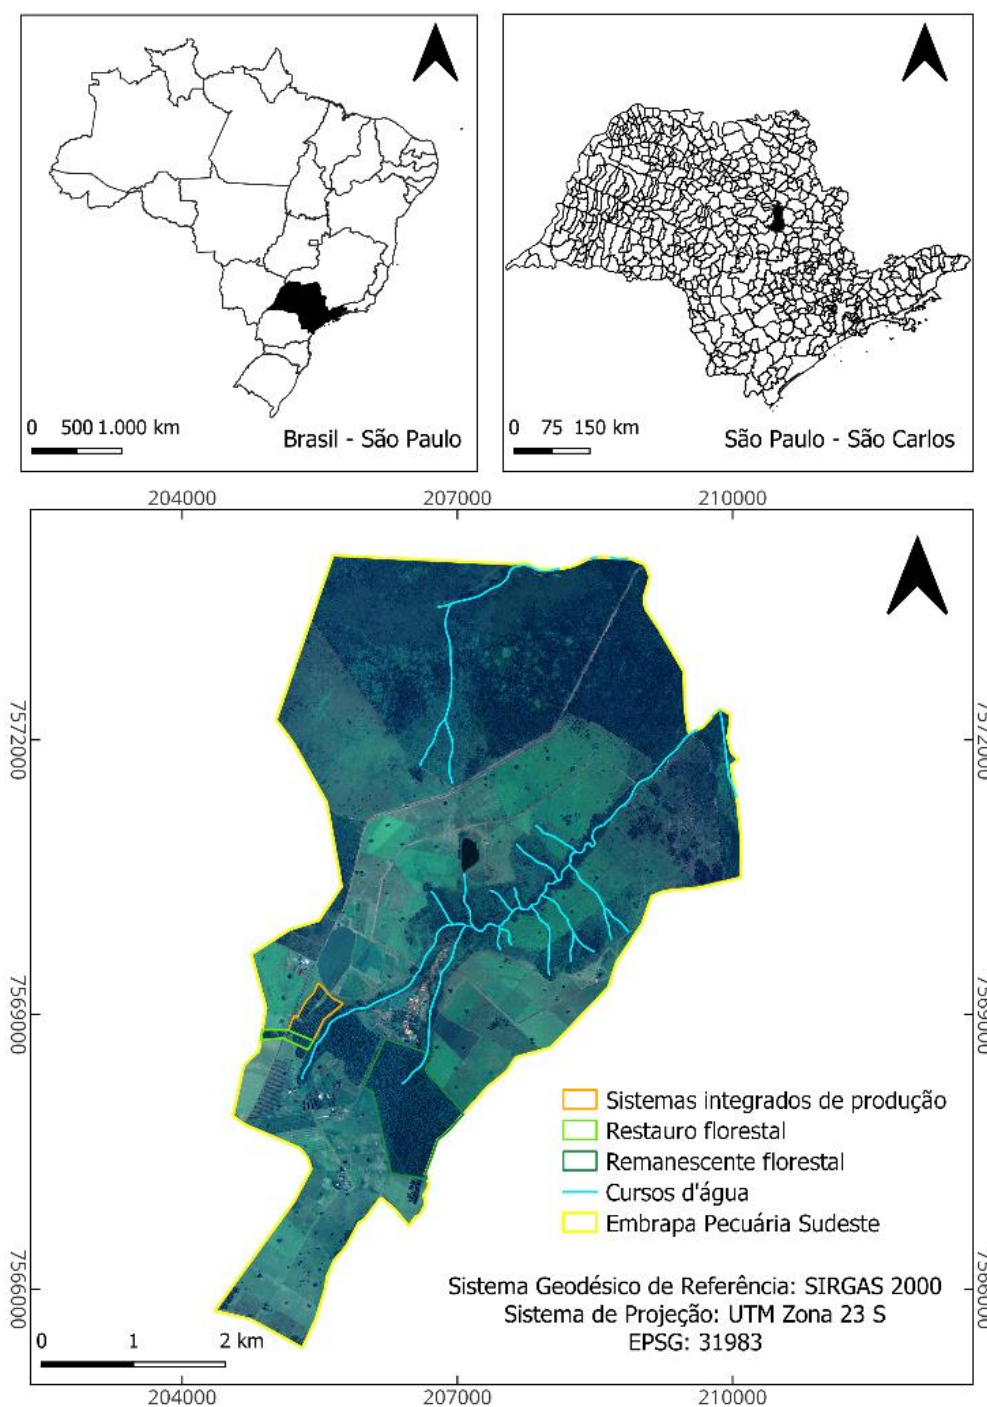 0 500 1.000 km
Brasil - São Paulo
0 75 150 km
São Paulo - São Carlos
204000 207000 210000
7572000 7572000
7569000 7569000
Sistemas integrados de produção
Restauro florestal
Remanescente florestal
Cursos d'água
Embrapa Pecuária Sudeste
7566000 7566000
Sistema Geodésico de Referência: SIRGAS 2000
Sistema de Projeção: UTM Zona 23 S
EPSG: 31983
0 1 2 km
204000 207000 210000